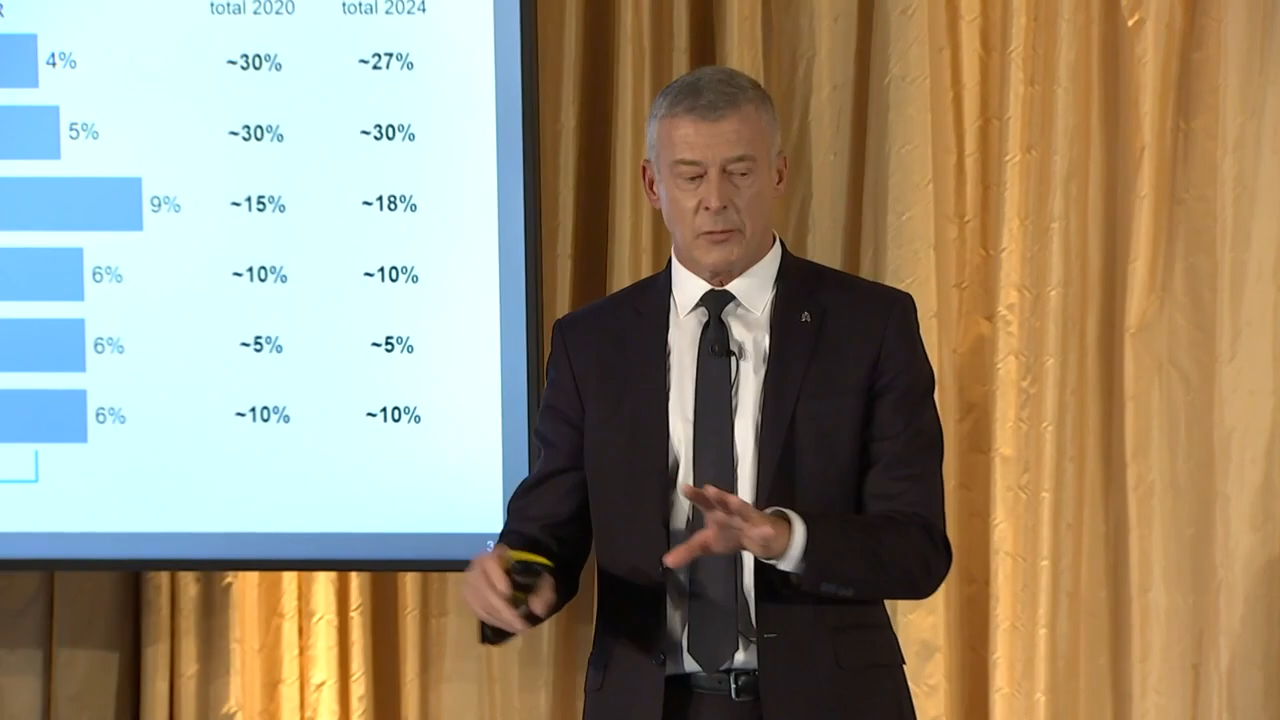 R total 2020 total 2024
4% ~30% ~27%
5% ~30% ~30%
9% ~15% ~18%
6% ~10% ~10%
6% ~5% ~5%
6% ~10% ~10%
3